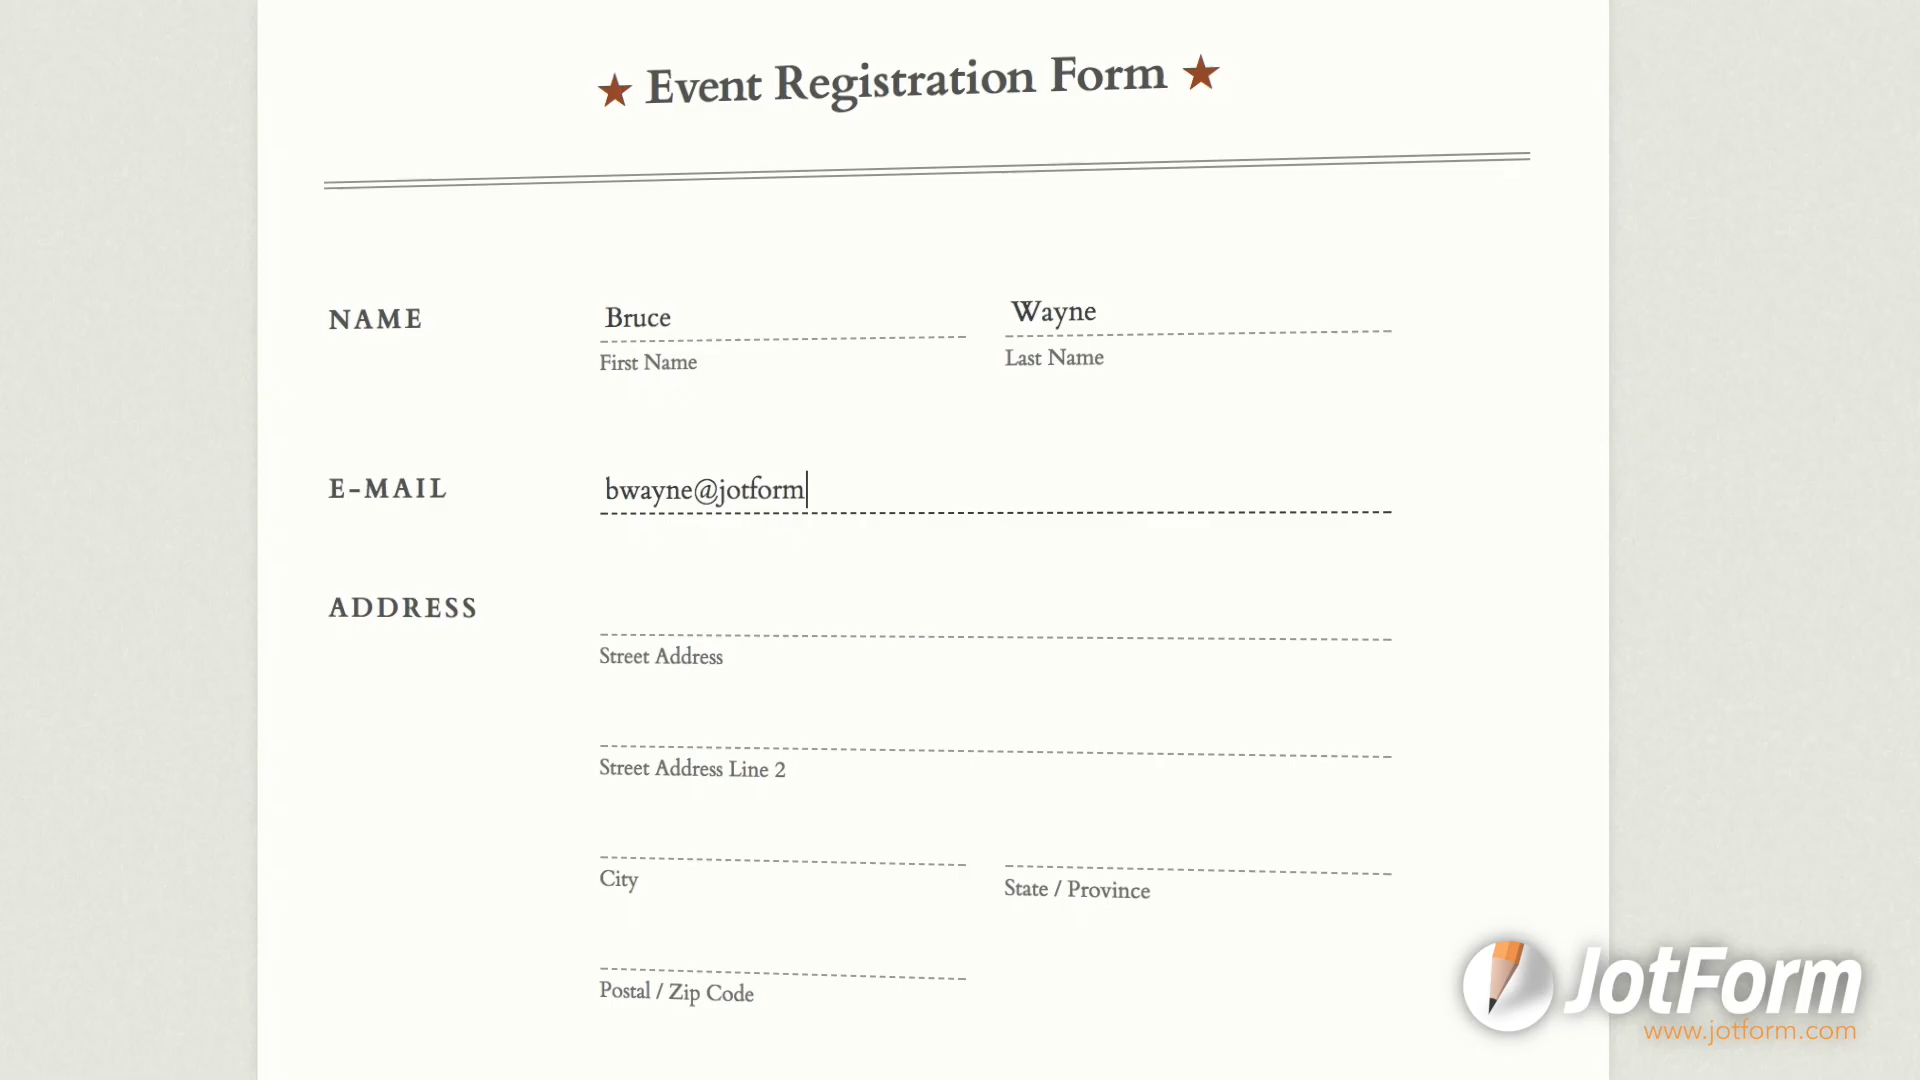 ★ Event Registration Form ★
NAME
Bruce
Wayne
First Name
Last Name
E-MAIL
bwayne@jotform
ADDRESS
Street Address
Street Address Line 2
City
State / Province
Postal / Zip Code
JotForm
www.jotform.com